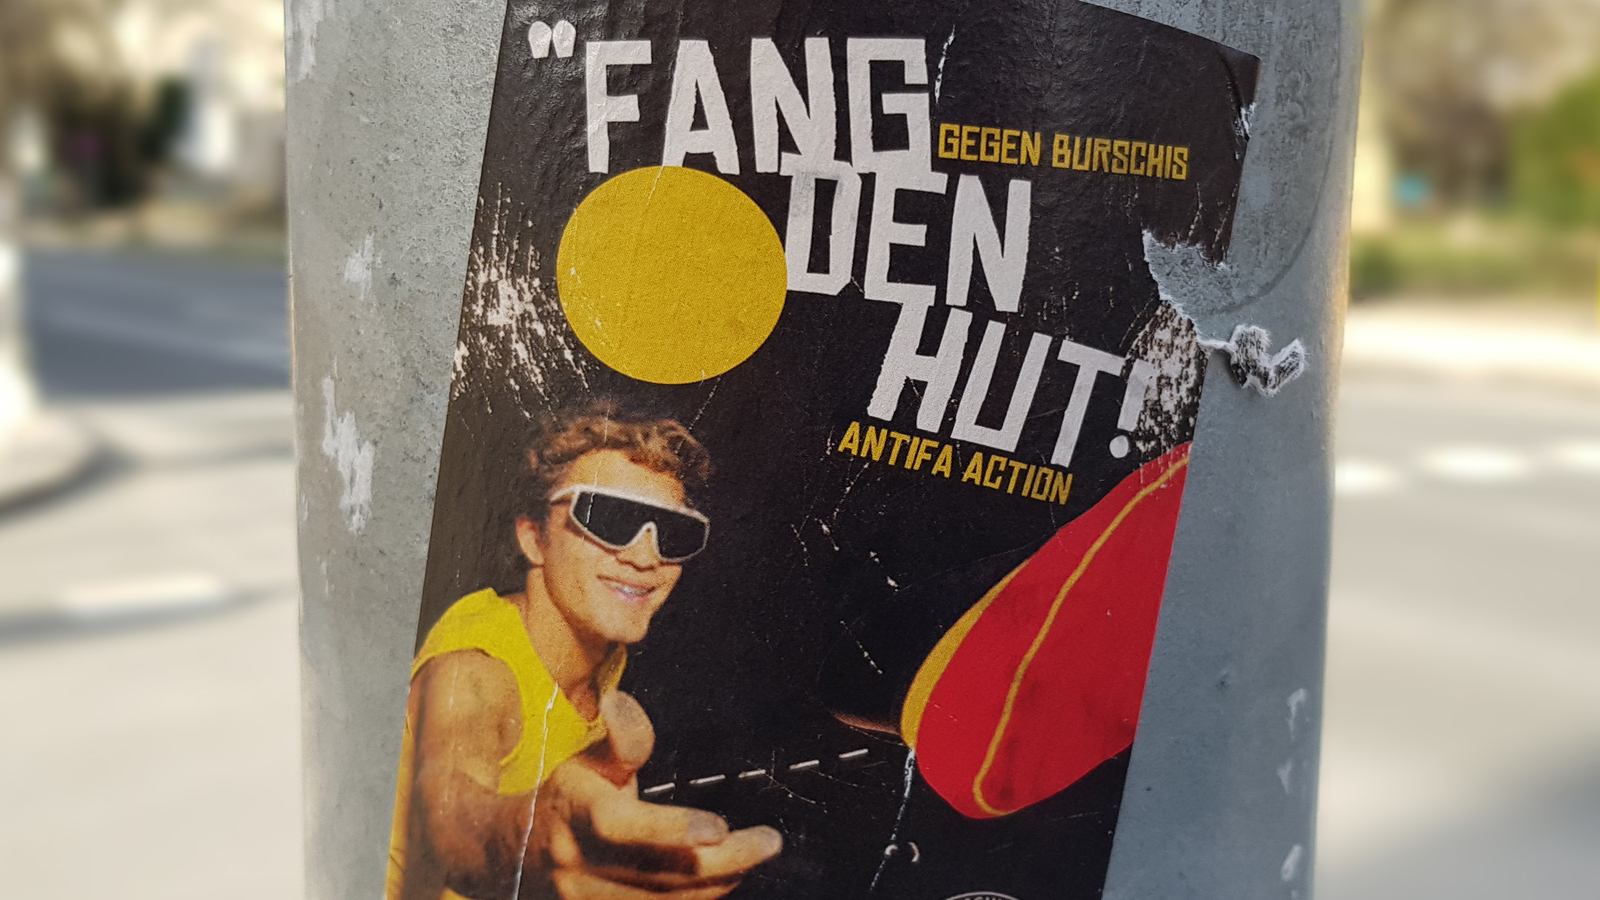 "FANG
GEGEN BURSCHIS
DEN
HUT!
ANTIFA ACTION